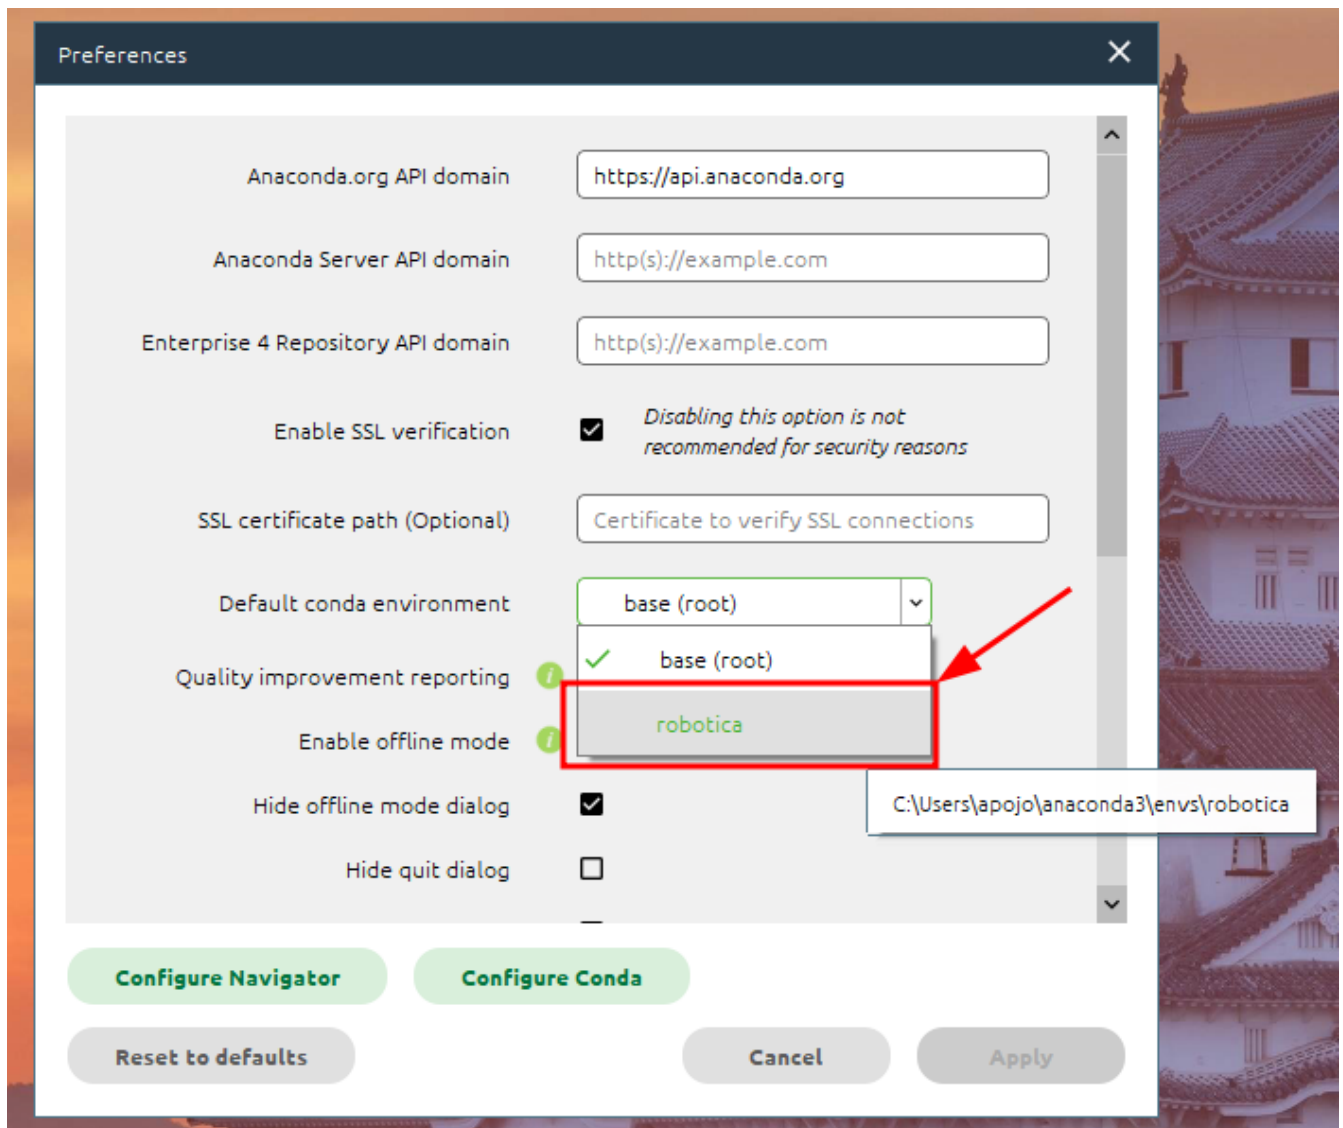 Preferences
Anaconda.org API domain
https://api.anaconda.org
Anaconda Server API domain
http(s)://example.com
Enterprise 4 Repository API domain
http(s)://example.com
Enable SSL verification
Disabling this option is not
recommended for security reasons
SSL certificate path (Optional)
Certificate to verify SSL connections
Default conda environment
base (root)
base (root)
Quality improvement reporting
i
robotica
Enable offline mode
i
C:\Users\apojo\anaconda3\envs\robotica
Hide offline mode dialog
Hide quit dialog
Configure Navigator
Configure Conda
Reset to defaults
Cancel
Apply